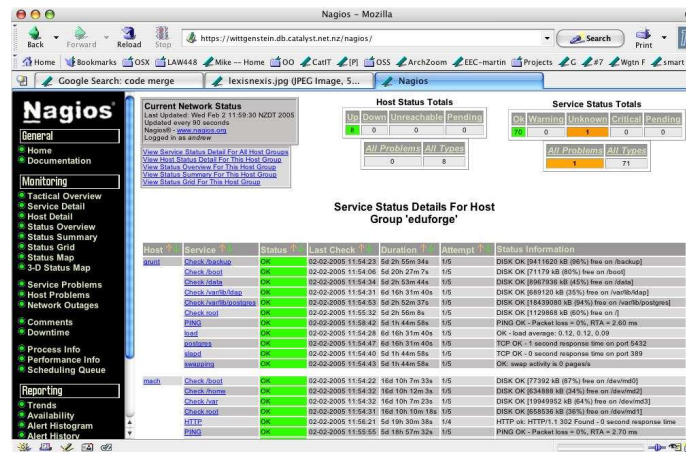 Nagios - Mozilla
Back Forward Reload Stop https://wittgenstein.db.catalyst.net.nz/nagios/ Search Print
Home Bookmarks OSX LAW448 Mike -- Home OO CatIT [P] OSS ArchZoom EEC-martin Projects G #7 Wgtn F smart
Google Search: code merge lexisnexis.jpg (JPEG Image, 5... Nagios
Nagios®
General
Home
Documentation
Monitoring
Tactical Overview
Service Detail
Host Detail
Status Overview
Status Summary
Status Grid
Status Map
3-D Status Map
Service Problems
Host Problems
Network Outages
Comments
Downtime
Process Info
Performance Info
Scheduling Queue
Reporting
Trends
Availability
Alert Histogram
Alert History
Current Network Status
Last Updated: Wed Feb 2 11:59:30 NZDT 2005
Updated every 90 seconds
Nagios® - www.nagios.org
Logged in as andrew
View Service Status Detail For All Host Groups
View Host Status Detail For This Host Group
View Status Overview For This Host Group
View Status Summary For This Host Group
View Status Grid For This Host Group
Host Status Totals
Up Down Unreachable Pending
8 0 0 0
All Problems All Types
0 8
Service Status Totals
Ok Warning Unknown Critical Pending
70 0 1 0 0
All Problems All Types
1 71
Service Status Details For Host
Group 'eduforge'
Host Service Status Last Check Duration Attempt Status Information
grunt Check /backup OK 02-02-2005 11:54:23 5d 2h 55m 34s 1/5 DISK OK [9411620 kB (96%) free on /backup]
Check /boot OK 02-02-2005 11:54:06 5d 20h 27m 7s 1/5 DISK OK [71179 kB (80%) free on /boot]
Check /data OK 02-02-2005 11:54:34 5d 2h 53m 44s 1/5 DISK OK [8967936 kB (45%) free on /data]
Check /var/lib/ldap OK 02-02-2005 11:54:31 6d 16h 31m 40s 1/5 DISK OK [689120 kB (35%) free on /var/lib/ldap]
Check /var/lib/postgres OK 02-02-2005 11:54:53 5d 2h 52m 37s 1/5 DISK OK [18439080 kB (94%) free on /var/lib/postgres]
Check root OK 02-02-2005 11:55:32 5d 2h 56m 8s 1/5 DISK OK [1129868 kB (60%) free on /]
PING OK 02-02-2005 11:58:42 5d 1h 44m 58s 1/5 PING OK - Packet loss = 0%, RTA = 2.60 ms
load OK 02-02-2005 11:54:28 6d 16h 31m 40s 1/5 OK - load average: 0.12, 0.12, 0.09
postgres OK 02-02-2005 11:54:47 6d 16h 31m 40s 1/5 TCP OK - 1 second response time on port 5432
slapd OK 02-02-2005 11:54:40 5d 1h 44m 58s 1/5 TCP OK - 0 second response time on port 389
swapping OK 02-02-2005 11:54:43 5d 1h 44m 58s 1/5 OK: swap activity is 0 pages/s
mach Check /boot OK 02-02-2005 11:54:22 16d 10h 7m 33s 1/5 DISK OK [77392 kB (87%) free on /dev/md0]
Check /home OK 02-02-2005 11:54:32 16d 10h 12m 3s 1/5 DISK OK [634888 kB (34%) free on /dev/md2]
Check /var OK 02-02-2005 11:54:32 16d 10h 7m 23s 1/5 DISK OK [19949952 kB (64%) free on /dev/md3]
Check root OK 02-02-2005 11:54:31 16d 10h 10m 18s 1/5 DISK OK [658536 kB (36%) free on /dev/md1]
HTTP OK 02-02-2005 11:56:21 5d 19h 30m 38s 1/4 HTTP ok: HTTP/1.1 302 Found - 0 second response time
PING OK 02-02-2005 11:55:55 5d 18h 57m 32s 1/5 PING OK - Packet loss = 0%, RTA = 2.70 ms